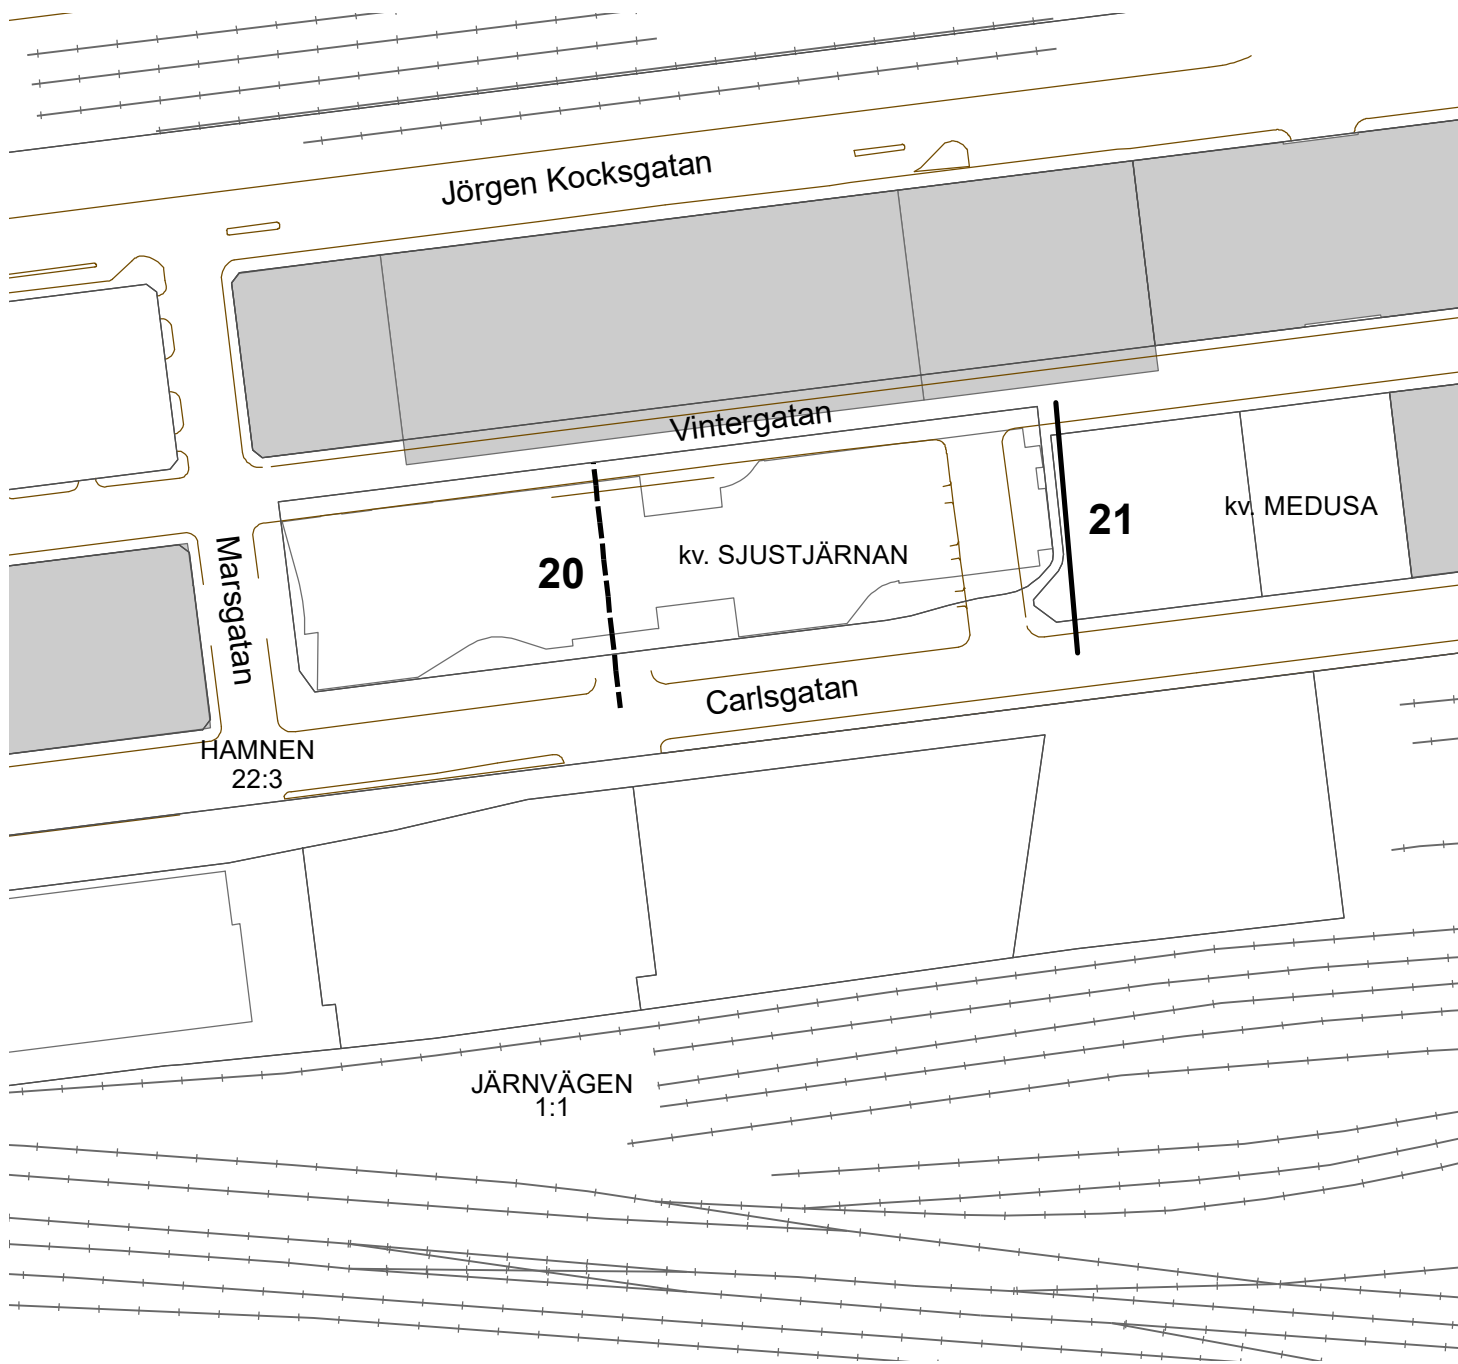 Jörgen Kocksgatan
Vintergatan
kv. MEDUSA
21
kv. SJUSTJÄRNAN
20
Marsgatan
Carlsgatan
HAMNEN
22:3
JÄRNVÄGEN
1:1